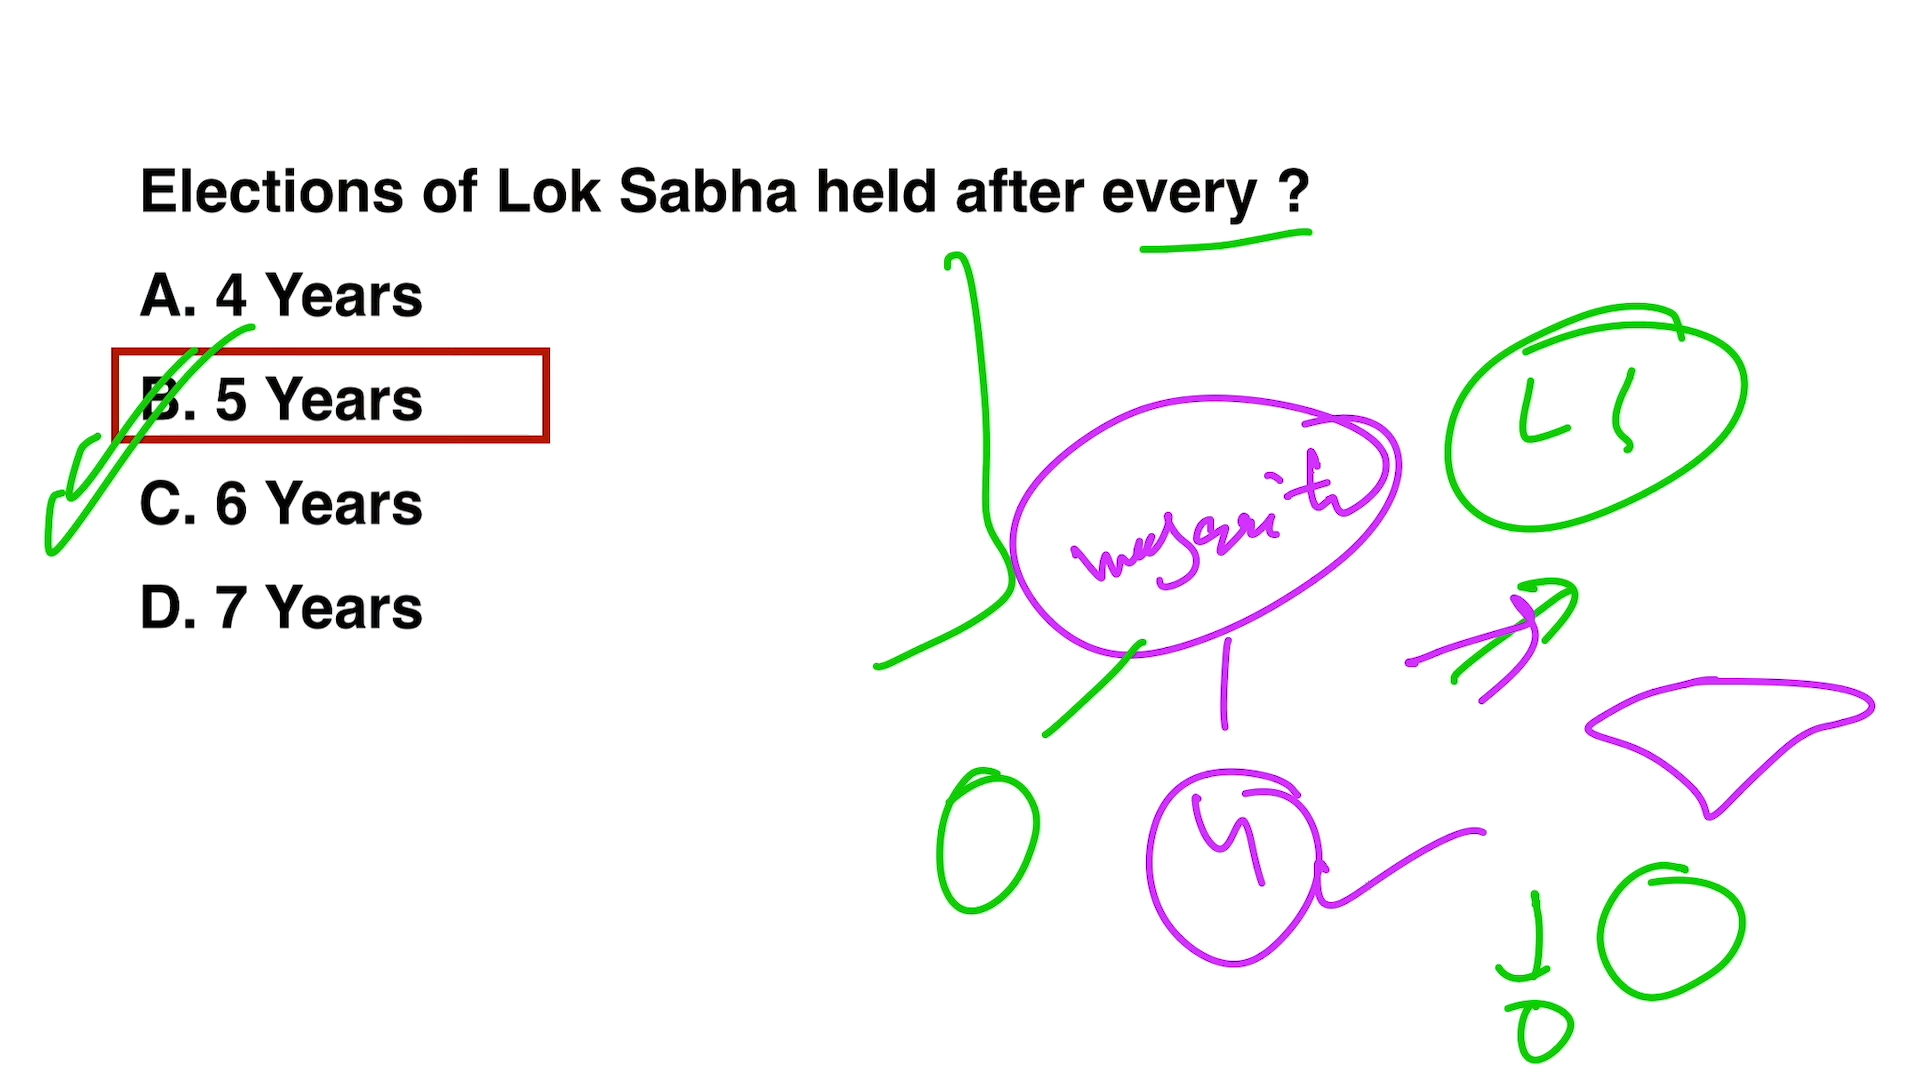 Elections of Lok Sabha held after every ?
A. 4 Years
B. 5 Years
C. 6 Years
D. 7 Years
LS
majority
4